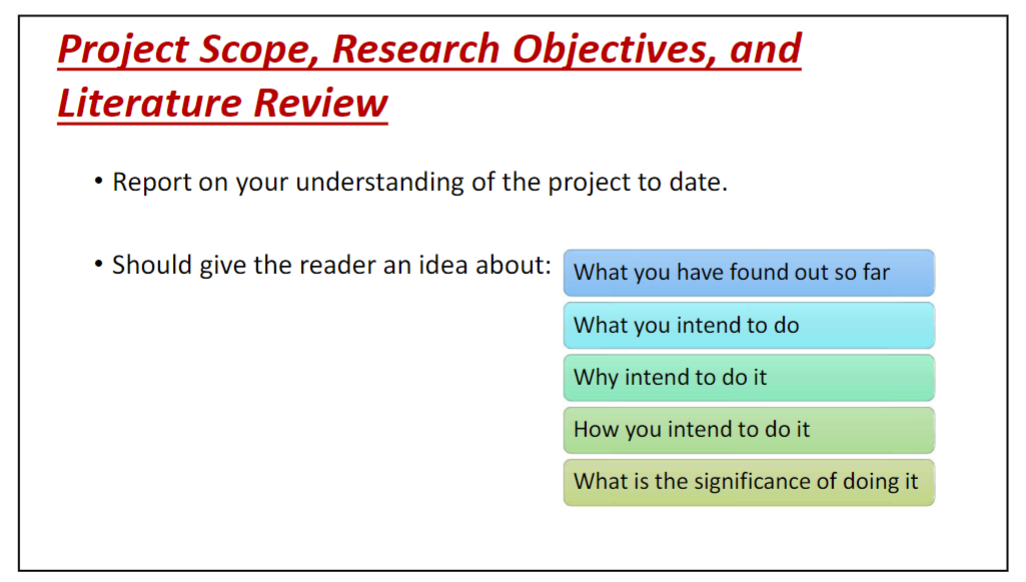 Project Scope, Research Objectives, and
Literature Review
• Report on your understanding of the project to date.
• Should give the reader an idea about:
What you have found out so far
What you intend to do
Why intend to do it
How you intend to do it
What is the significance of doing it